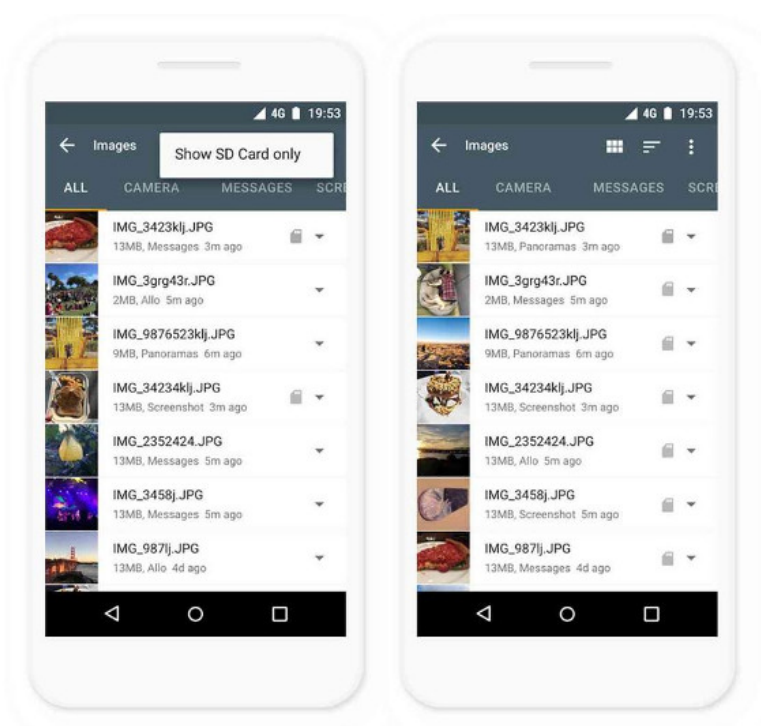 4G 19:53
Images
Show SD Card only
ALL CAMERA MESSAGES SCRE
IMG_3423klj.JPG
13MB, Messages 3m ago
IMG_3grg43r.JPG
2MB, Allo 5m ago
IMG_9876523klj.JPG
9MB, Panoramas 6m ago
IMG_34234klj.JPG
13MB, Screenshot 3m ago
IMG_2352424.JPG
13MB, Messages 5m ago
IMG_3458j.JPG
13MB, Messages 5m ago
IMG_987lj.JPG
13MB, Allo 4d ago
4G 19:53
Images
ALL CAMERA MESSAGES SCRE
IMG_3423klj.JPG
13MB, Panoramas 3m ago
IMG_3grg43r.JPG
2MB, Messages 5m ago
IMG_9876523klj.JPG
9MB, Panoramas 6m ago
IMG_34234klj.JPG
13MB, Screenshot 3m ago
IMG_2352424.JPG
13MB, Allo 5m ago
IMG_3458j.JPG
13MB, Screenshot 5m ago
IMG_987lj.JPG
13MB, Messages 4d ago